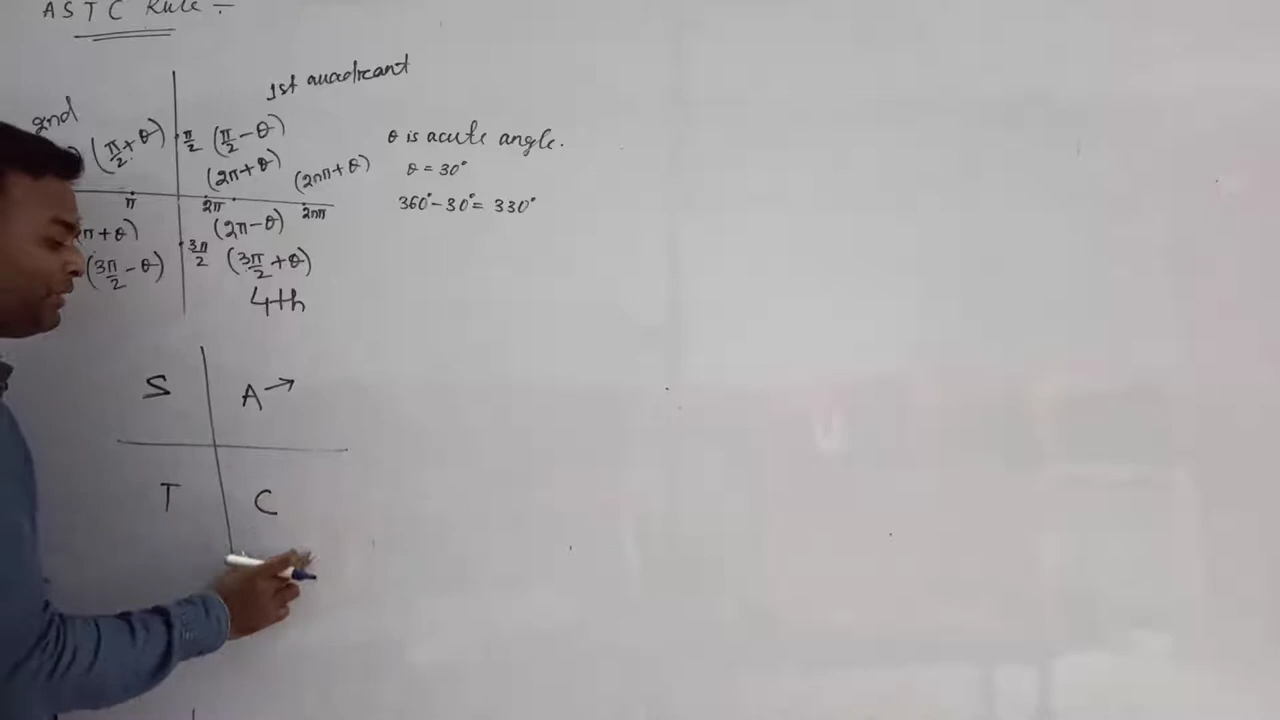 ASTC Rule :-
1st quadrant
2nd
(π/2 + θ) π/2 (π/2 - θ)
θ is acute angle.
(2π + θ) (2nπ + θ)
θ = 30°
π 2π 2nπ
360° - 30° = 330°
π + θ) (2π - θ)
(3π/2 - θ) 3π/2 (3π/2 + θ)
4th
S A →
T C